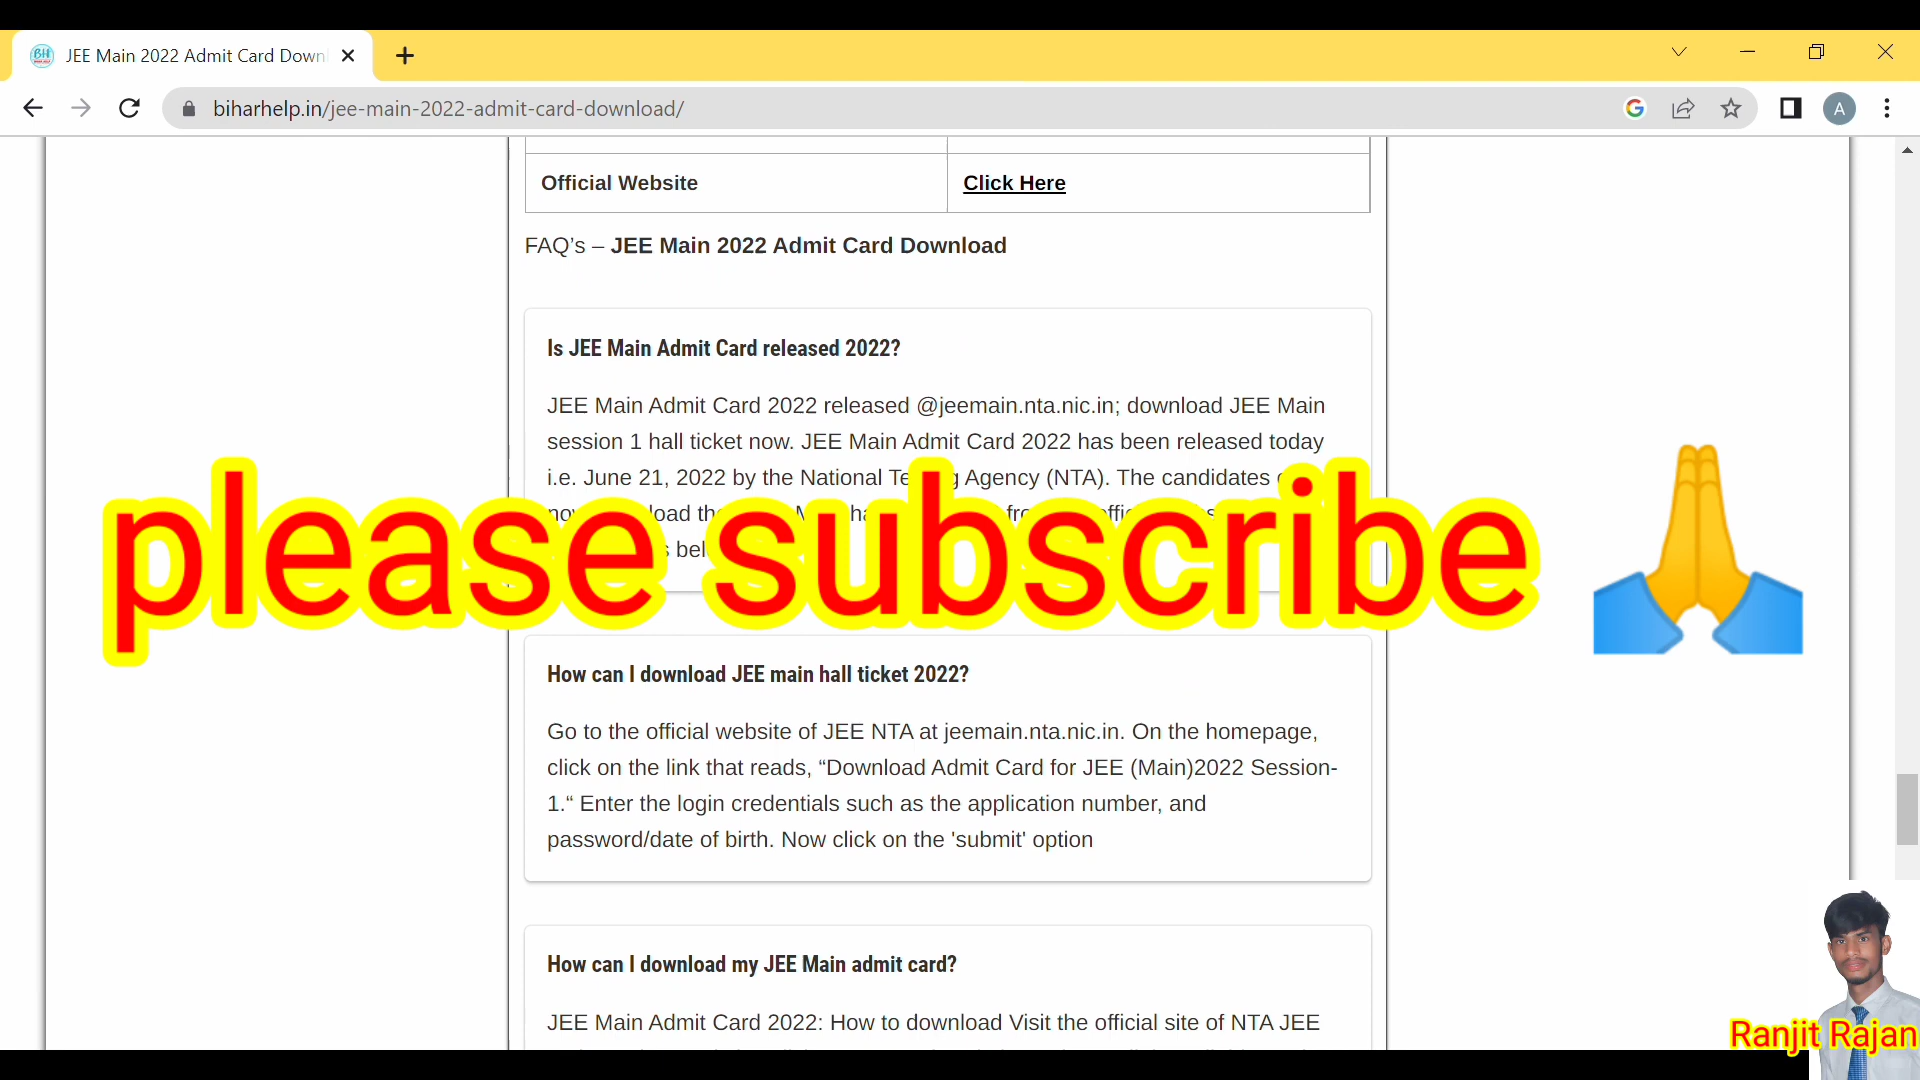 JEE Main 2022 Admit Card Down
biharhelp.in/jee-main-2022-admit-card-download/
A
Official Website
Click Here
FAQ’s – JEE Main 2022 Admit Card Download
Is JEE Main Admit Card released 2022?
JEE Main Admit Card 2022 released @jeemain.nta.nic.in; download JEE Main
session 1 hall ticket now. JEE Main Admit Card 2022 has been released today
i.e. June 21, 2022 by the National Agency (NTA). The candidates
please subscribe 🙏
How can I download JEE main hall ticket 2022?
Go to the official website of JEE NTA at jeemain.nta.nic.in. On the homepage,
click on the link that reads, “Download Admit Card for JEE (Main)2022 Session-
1.“ Enter the login credentials such as the application number, and
password/date of birth. Now click on the 'submit' option
How can I download my JEE Main admit card?
JEE Main Admit Card 2022: How to download Visit the official site of NTA JEE
Ranjit Rajan